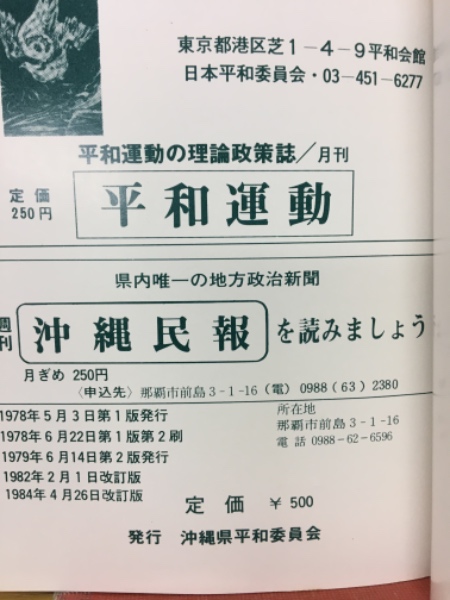 東京都港区芝1-4-9平和会館
日本平和委員会・03-451-6277
平和運動の理論政策誌/月刊
定価
250円
平和運動
県内唯一の地方政治新聞
週刊
沖縄民報
を読みましょう
月ぎめ 250円
〈申込先〉那覇市前島3-1-16(電)0988(63)2380
1978年5月3日第1版発行
1978年6月22日第1版第2刷
1979年6月14日第2版発行
1982年2月1日改訂版
1984年4月26日改訂版
所在地
那覇市前島3-1-16
電話 0988-62-6596
定価 ¥500
発行 沖縄県平和委員会